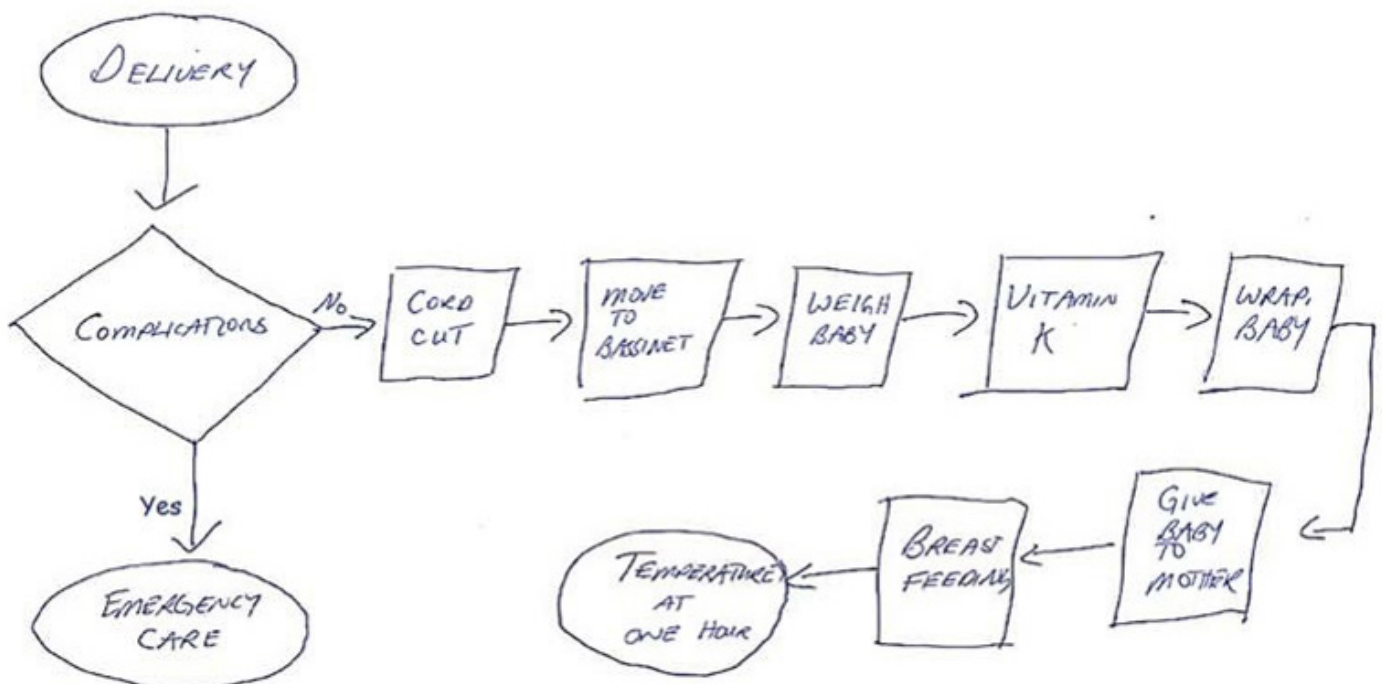 DELIVERY
COMPLICATIONS
No
CORD
CUT
MOVE
TO
BASSINET
WEIGH
BABY
VITAMIN
K
WRAP
BABY
Yes
EMERGENCY
CARE
GIVE
BABY
TO
MOTHER
BREAST
FEEDING
TEMPERATURE
AT
ONE HOUR